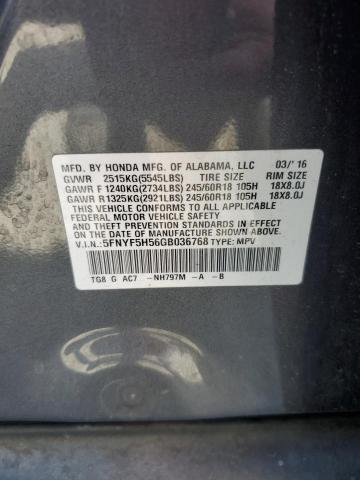 MFD. BY HONDA MFG. OF ALABAMA, LLC 03/'16
GVWR 2515KG(5545LBS) TIRE SIZE RIM SIZE
GAWR F 1240KG(2734LBS) 245/60R18 105H 18X8.0J
GAWR R 1325KG(2921LBS) 245/60R18 105H 18X8.0J
THIS VEHICLE CONFORMS TO ALL APPLICABLE
FEDERAL MOTOR VEHICLE SAFETY AND
THEFT PREVENTION STANDARDS IN EFFECT ON
THE DATE OF MANUFACTURE SHOWN ABOVE.
V.I.N: 5FNYF5H56GB036768 TYPE: MPV
TG8 G AC7 -NH797M -A -B